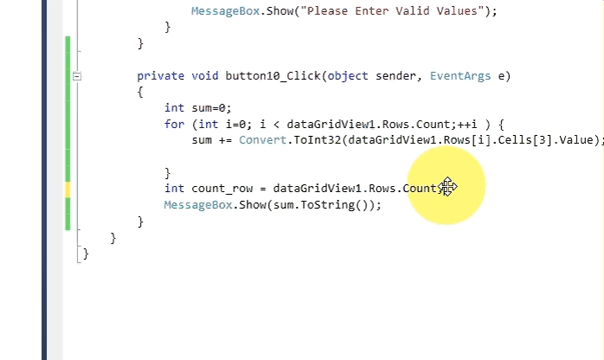 MessageBox.Show("Please Enter Valid Values");
}
}
private void button10_Click(object sender, EventArgs e)
{
int sum=0;
for (int i=0; i < dataGridView1.Rows.Count;++i ) {
sum += Convert.ToInt32(dataGridView1.Rows[i].Cells[3].Value);
}
int count_row = dataGridView1.Rows.Count;
MessageBox.Show(sum.ToString());
}
}
}